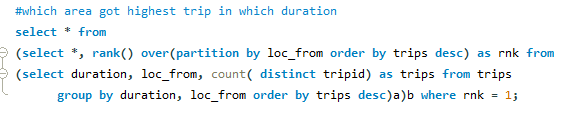 #which area got highest trip in which duration
select * from
(select *, rank() over(partition by loc_from order by trips desc) as rnk from
(select duration, loc_from, count( distinct tripid) as trips from trips
group by duration, loc_from order by trips desc)a)b where rnk = 1;